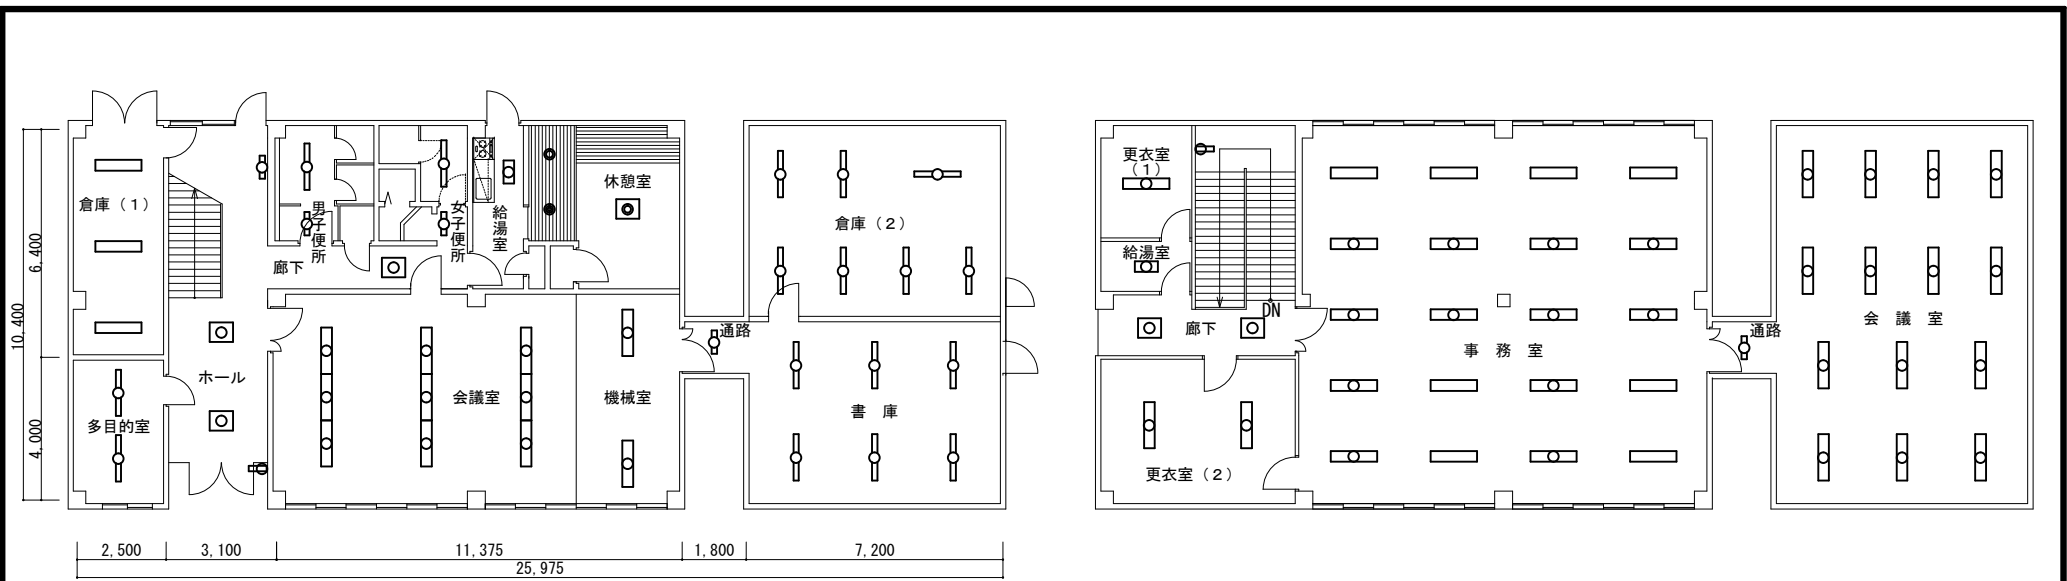 倉庫（１）
男子便所
女子便所
給湯室
休憩室
廊下
倉庫（２）
通路
ホール
会議室
機械室
書 庫
多目的室
6,400
10,400
4,000
2,500
3,100
11,375
1,800
7,200
25,975
更衣室
（１）
給湯室
DN
廊下
事 務 室
会 議 室
通路
更衣室（２）